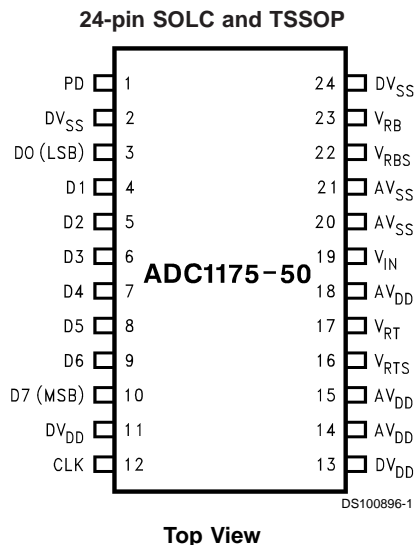 24-pin SOLC and TSSOP
PD 1 24 DVSS
DVSS 2 23 VRB
D0 (LSB) 3 22 VRBS
D1 4 21 AVSS
D2 5 20 AVSS
D3 6 19 VIN
ADC1175-50
D4 7 18 AVDD
D5 8 17 VRT
D6 9 16 VRTS
D7 (MSB) 10 15 AVDD
DVDD 11 14 AVDD
CLK 12 13 DVDD
DS100896-1
Top View